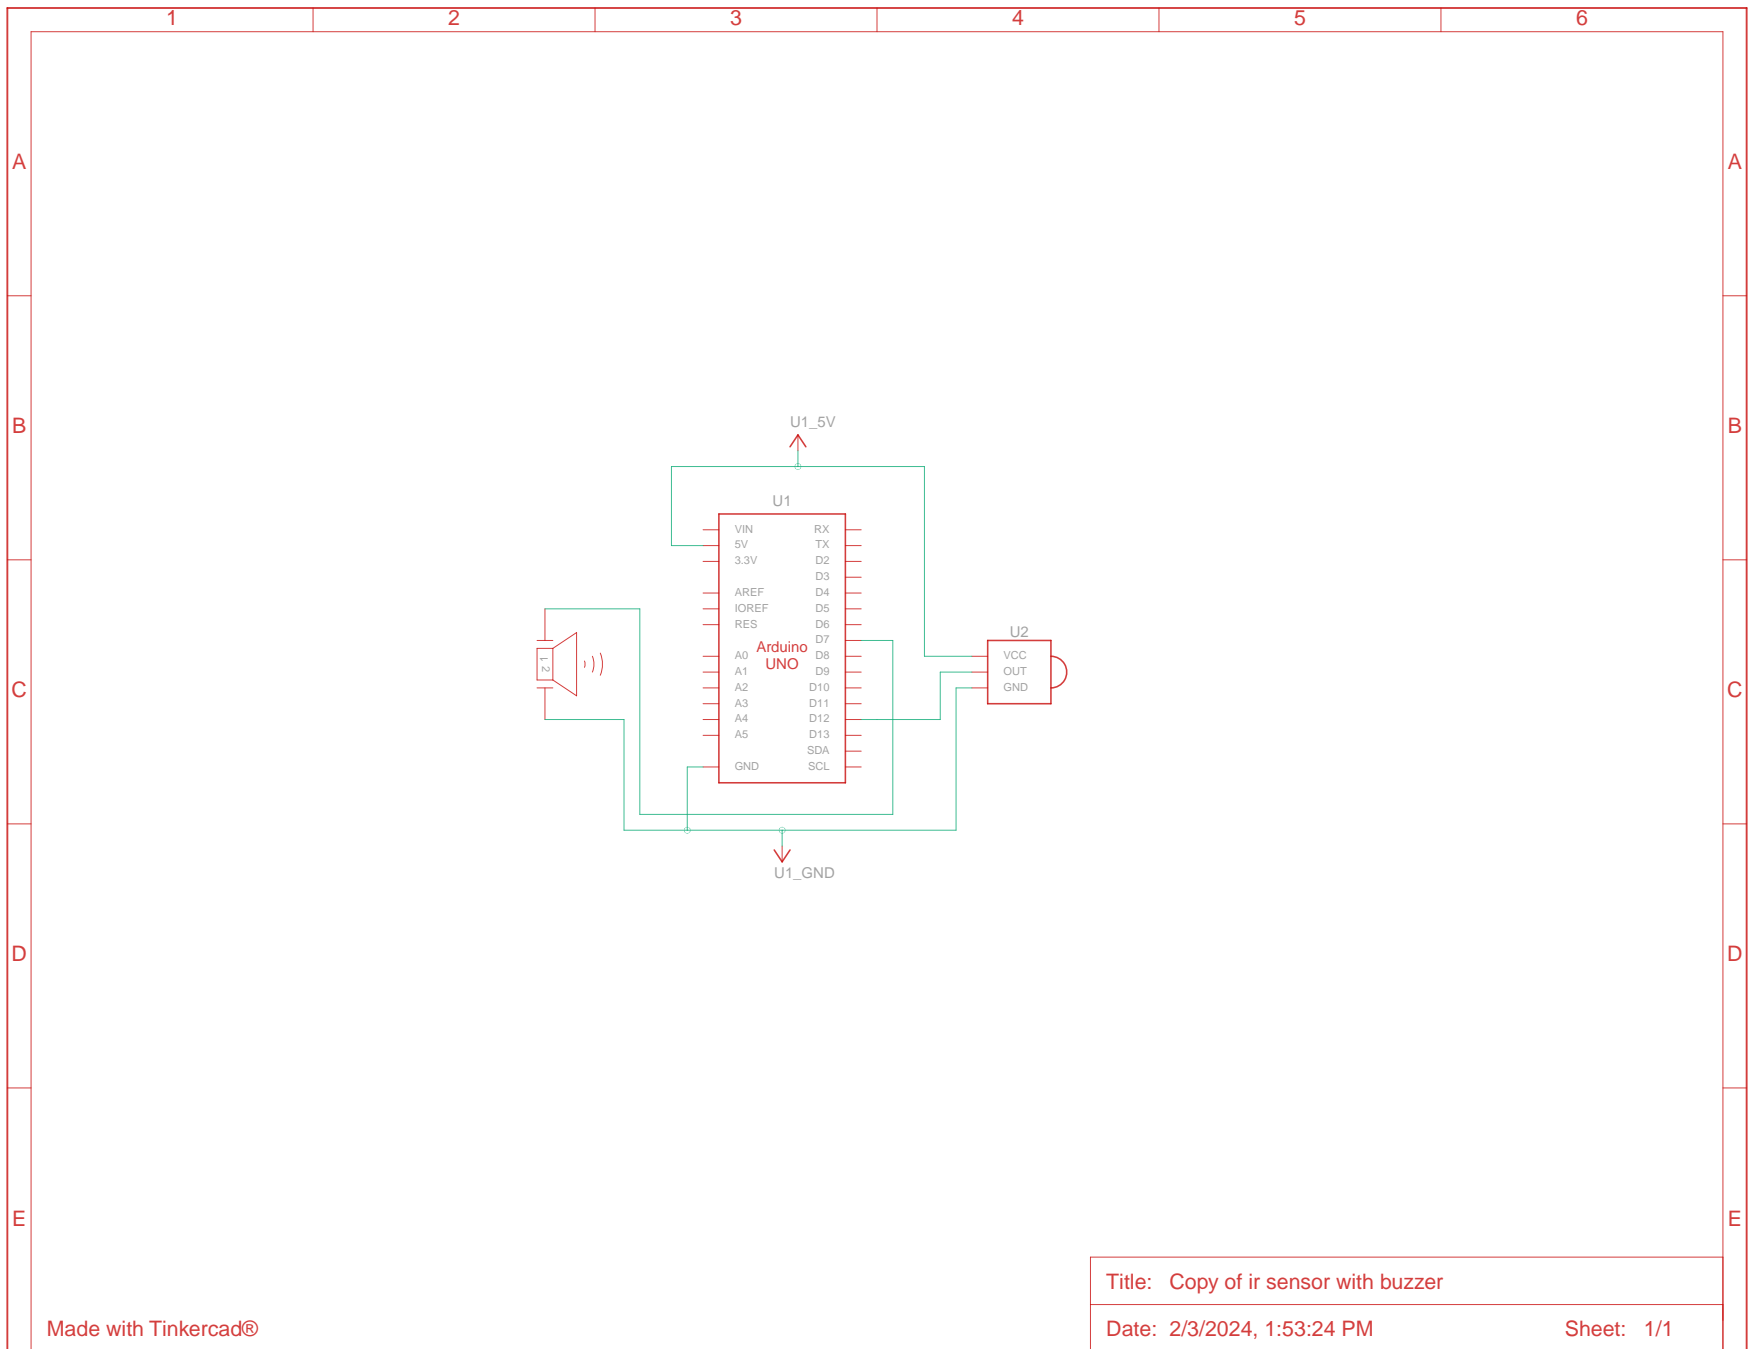 1 2 3 4 5 6
A A
B B
U1_5V
U1
VIN RX
5V TX
3.3V D2
D3
AREF D4
IOREF D5
RES D6
D7
Arduino
UNO
A0 D8
A1 D9
A2 D10
A3 D11
A4 D12
A5 D13
SDA
GND SCL
1 2
U2
VCC
OUT
GND
C C
U1_GND
D D
E E
Title: Copy of ir sensor with buzzer
Made with Tinkercad®
Date: 2/3/2024, 1:53:24 PM Sheet: 1/1